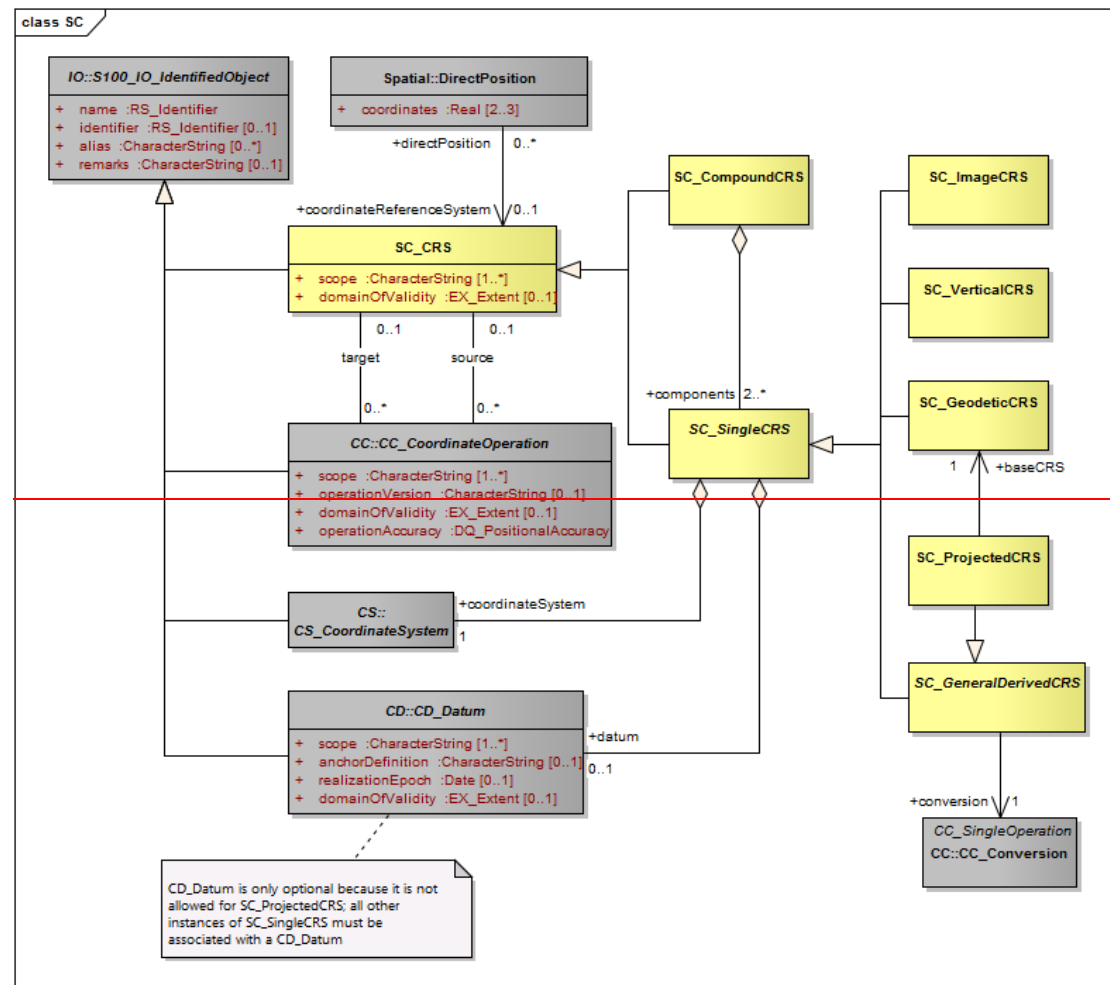 class SC
IO::S100_IO_IdentifiedObject
+ name :RS_Identifier
+ identifier :RS_Identifier [0..1]
+ alias :CharacterString [0..*]
+ remarks :CharacterString [0..1]
Spatial::DirectPosition
+ coordinates :Real [2..3]
+directPosition 0..*
+coordinateReferenceSystem 0..1
SC_CRS
+ scope :CharacterString [1..*]
+ domainOfValidity :EX_Extent [0..1]
0..1 0..1
target source
0..* 0..*
CC::CC_CoordinateOperation
+ scope :CharacterString [1..*]
+ operationVersion :CharacterString [0..1]
+ domainOfValidity :EX_Extent [0..1]
+ operationAccuracy :DQ_PositionalAccuracy
CS::
CS_CoordinateSystem
+coordinateSystem
1
CD::CD_Datum
+ scope :CharacterString [1..*]
+ anchorDefinition :CharacterString [0..1]
+ realizationEpoch :Date [0..1]
+ domainOfValidity :EX_Extent [0..1]
+datum
0..1
CD_Datum is only optional because it is not
allowed for SC_ProjectedCRS; all other
instances of SC_SingleCRS must be
associated with a CD_Datum
SC_CompoundCRS
+components 2..*
SC_SingleCRS
SC_ImageCRS
SC_VerticalCRS
SC_GeodeticCRS
1 +baseCRS
SC_ProjectedCRS
SC_GeneralDerivedCRS
+conversion 1
CC_SingleOperation
CC::CC_Conversion